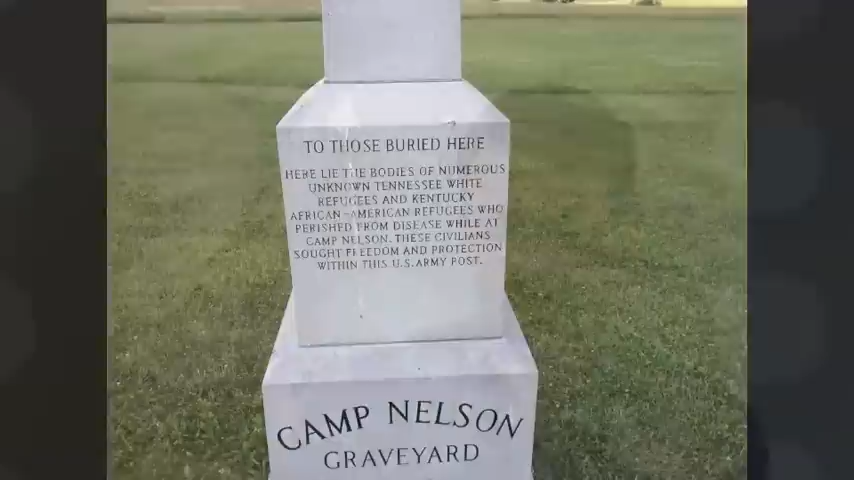 TO THOSE BURIED HERE
HERE LIE THE BODIES OF NUMEROUS
UNKNOWN TENNESSEE WHITE
REFUGEES AND KENTUCKY
AFRICAN-AMERICAN REFUGEES WHO
PERISHED FROM DISEASE WHILE AT
CAMP NELSON. THESE CIVILIANS
SOUGHT FREEDOM AND PROTECTION
WITHIN THIS U.S. ARMY POST.
CAMP NELSON
GRAVEYARD